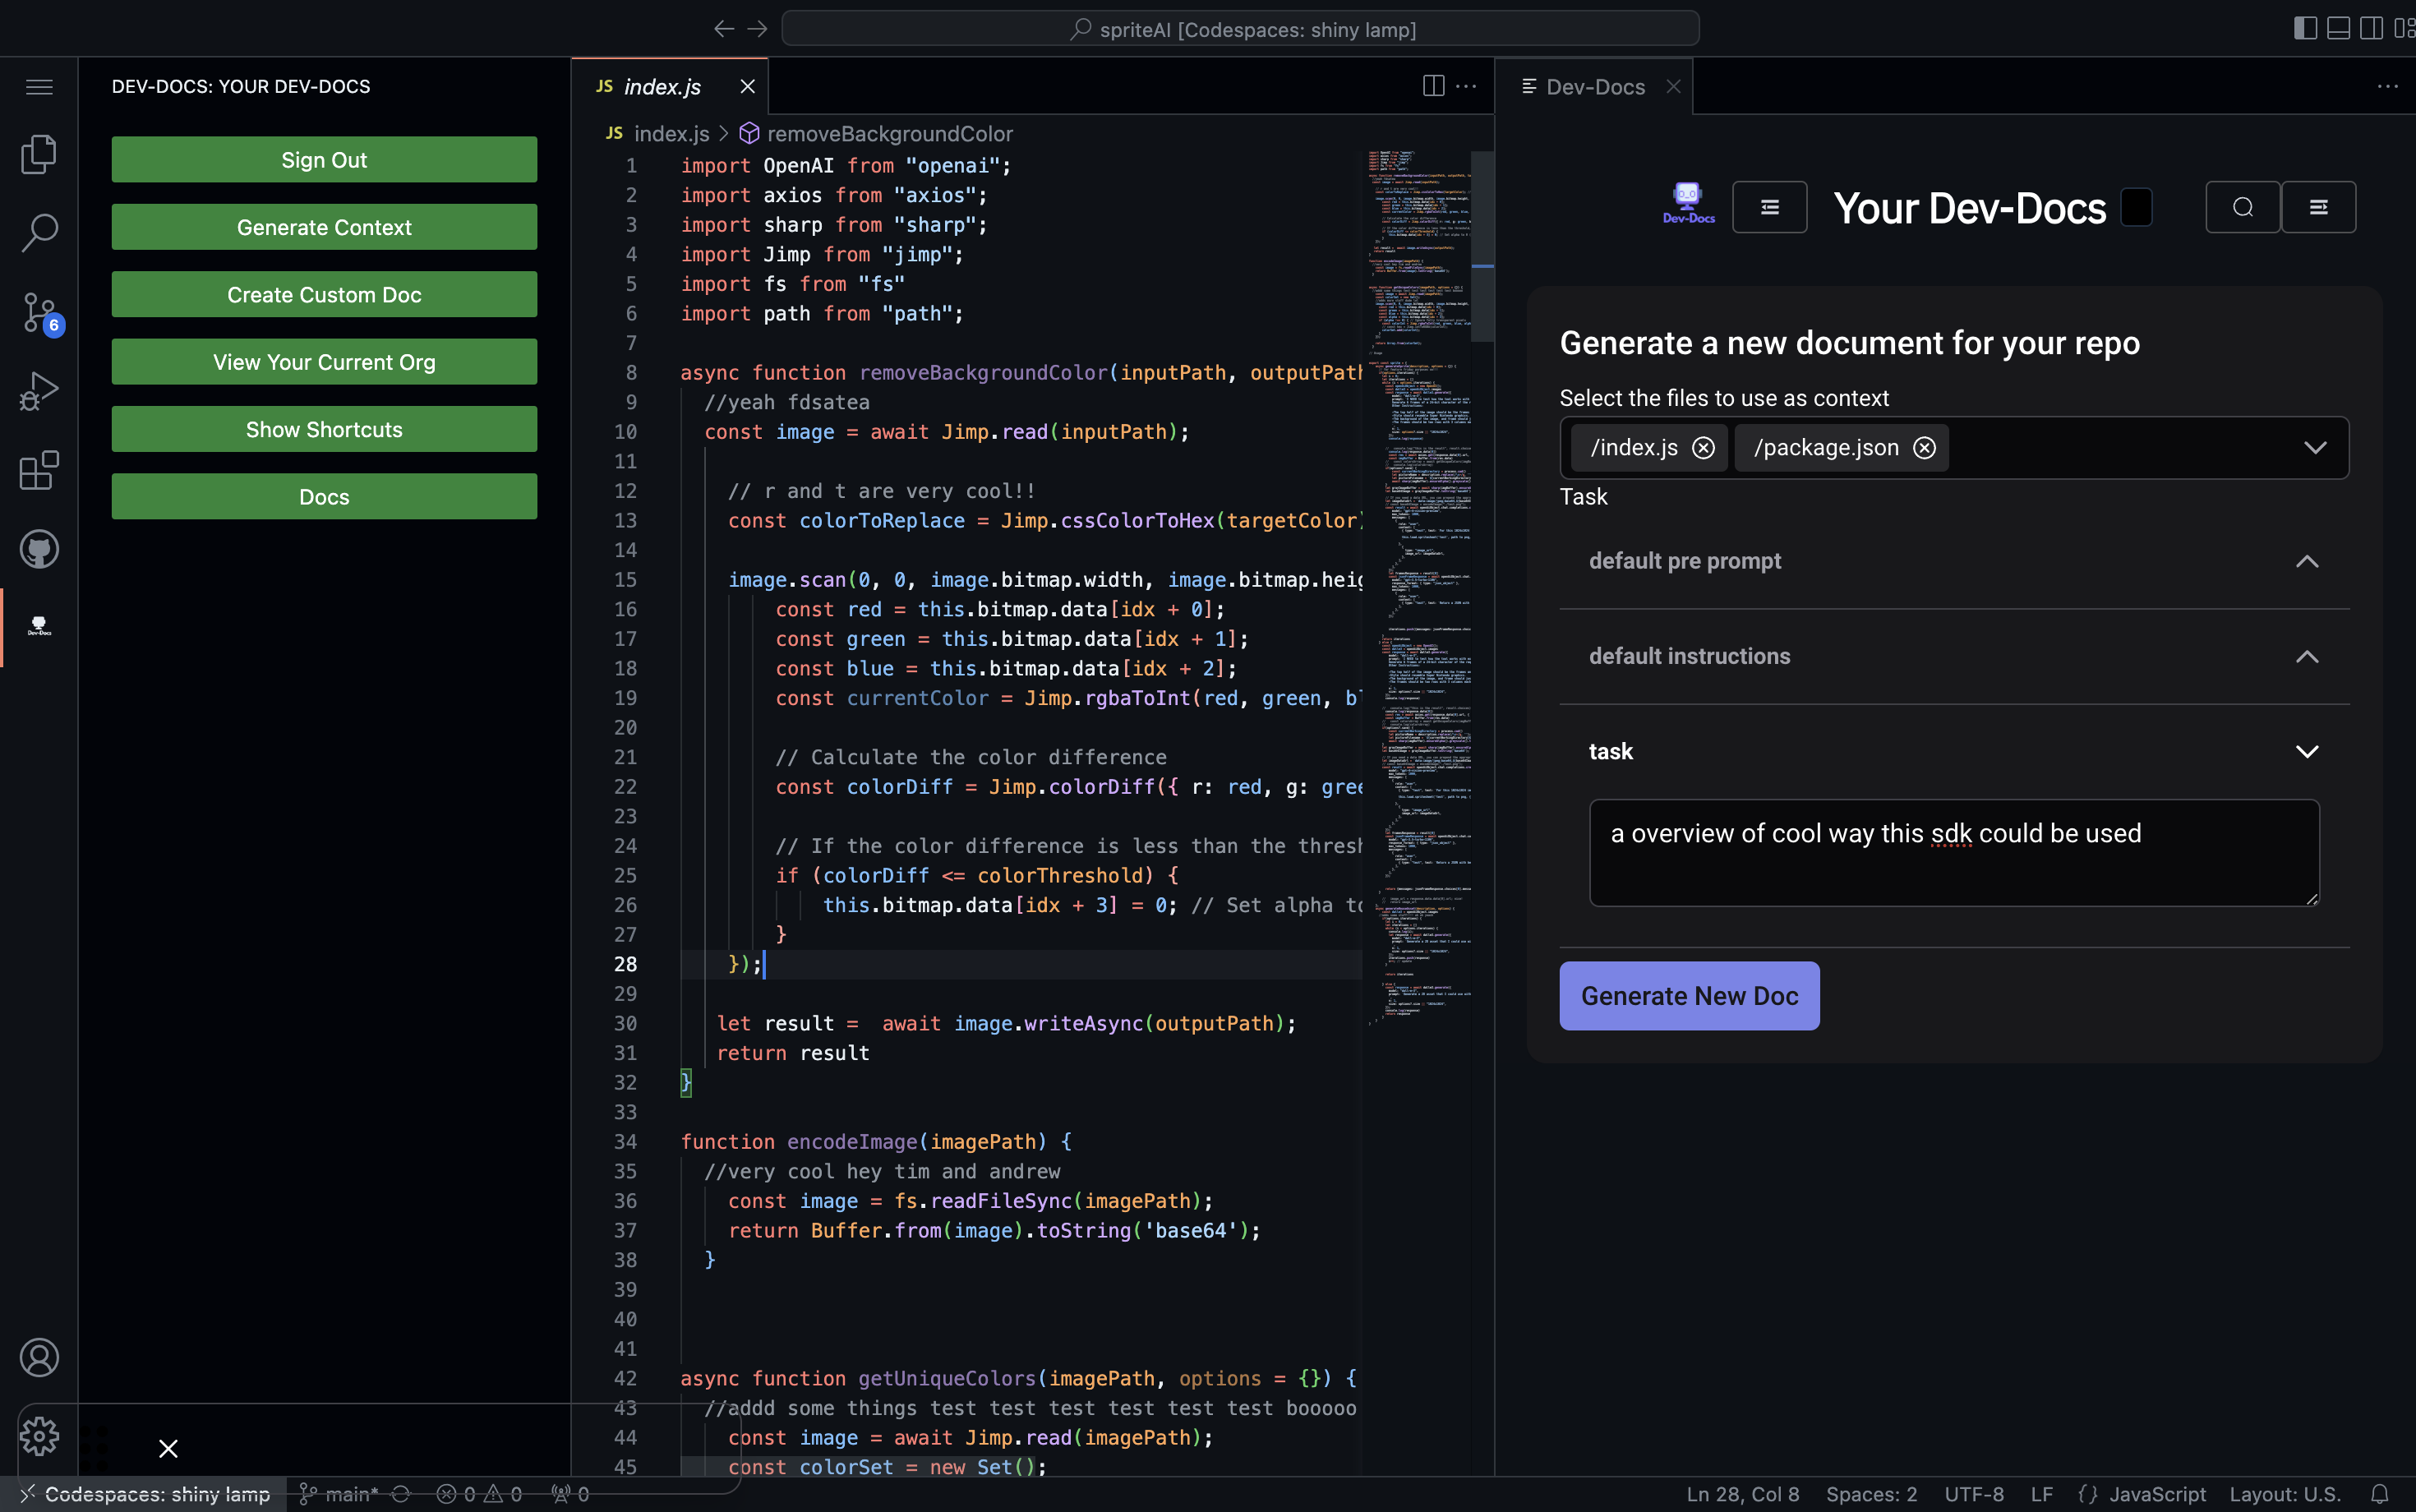 spriteAI [Codespaces: shiny lamp]
DEV-DOCS: YOUR DEV-DOCS
Sign Out
Generate Context
Create Custom Doc
View Your Current Org
Show Shortcuts
Docs
6
Dev-Docs
JS index.js
JS index.js > removeBackgroundColor
1 import OpenAI from "openai";
2 import axios from "axios";
3 import sharp from "sharp";
4 import Jimp from "jimp";
5 import fs from "fs"
6 import path from "path";
7
8 async function removeBackgroundColor(inputPath, outputPath
9 //yeah fdsatea
10 const image = await Jimp.read(inputPath);
11
12 // r and t are very cool!!
13 const colorToReplace = Jimp.cssColorToHex(targetColor)
14
15 image.scan(0, 0, image.bitmap.width, image.bitmap.heig
16 const red = this.bitmap.data[idx + 0];
17 const green = this.bitmap.data[idx + 1];
18 const blue = this.bitmap.data[idx + 2];
19 const currentColor = Jimp.rgbaToInt(red, green, bl
20
21 // Calculate the color difference
22 const colorDiff = Jimp.colorDiff({ r: red, g: gree
23
24 // If the color difference is less than the thresh
25 if (colorDiff <= colorThreshold) {
26 this.bitmap.data[idx + 3] = 0; // Set alpha to
27 }
28 });
29
30 let result =  await image.writeAsync(outputPath);
31 return result
32 }
33
34 function encodeImage(imagePath) {
35 //very cool hey tim and andrew
36 const image = fs.readFileSync(imagePath);
37 return Buffer.from(image).toString('base64');
38 }
39
40
41
42 async function getUniqueColors(imagePath, options = {}) {
43 //addd some things test test test test test test booooo
44 const image = await Jimp.read(imagePath);
45 const colorSet = new Set();
Dev-Docs
Dev-Docs
Your Dev-Docs
Generate a new document for your repo
Select the files to use as context
/index.js /package.json
Task
default pre prompt
default instructions
task
a overview of cool way this sdk could be used
Generate New Doc
Codespaces: shiny lamp main* 0 0 0
Ln 28, Col 8 Spaces: 2 UTF-8 LF {} JavaScript Layout: U.S.